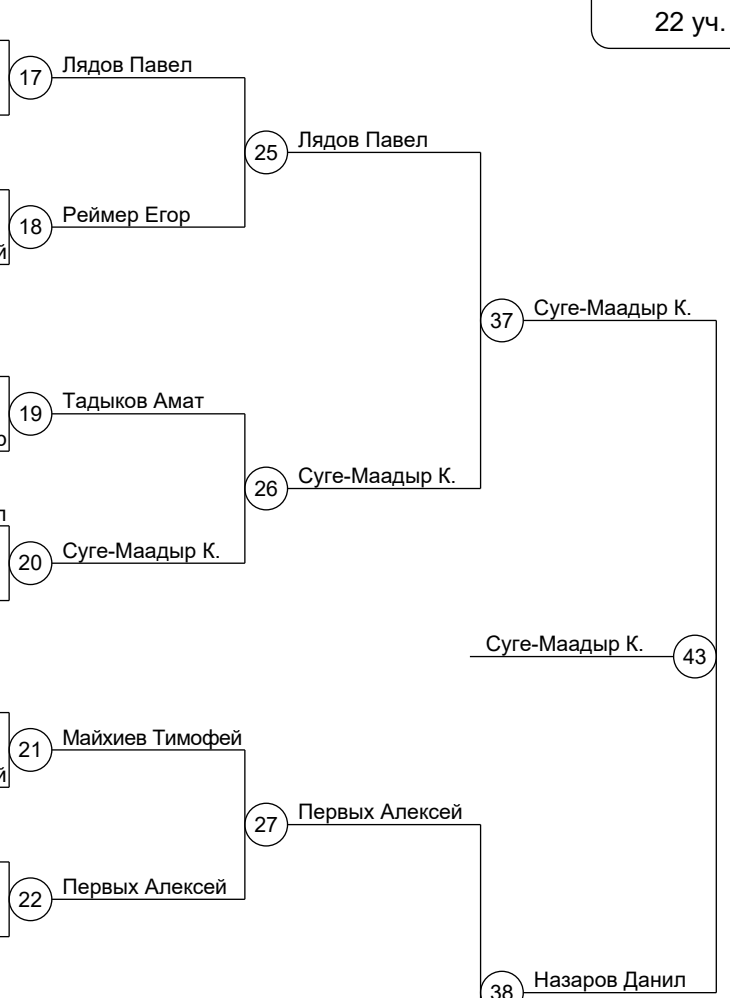 22 уч.
17 Лядов Павел
25 Лядов Павел
18 Реймер Егор
й
37 Суге-Маадыр К.
19 Тадыков Амат
р
26 Суге-Маадыр К.
л
20 Суге-Маадыр К.
Суге-Маадыр К. 43
21 Майхиев Тимофей
й
27 Первых Алексей
22 Первых Алексей
38 Назаров Данил